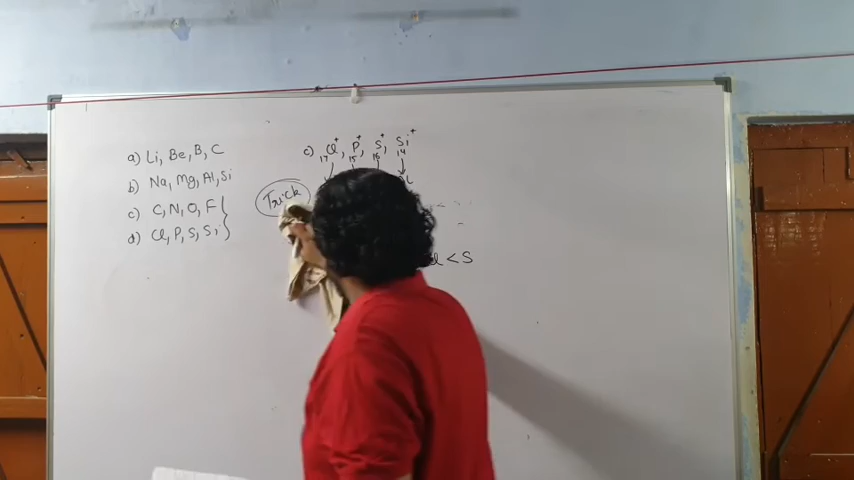 a) Li, Be, B, C
b) Na, Mg, Al, Si
c) C, N, O, F
d) Cl, P, S, Si
Trick
c) Cl⁺, P⁺, S⁺, Si⁺
17 15 16 14
< S